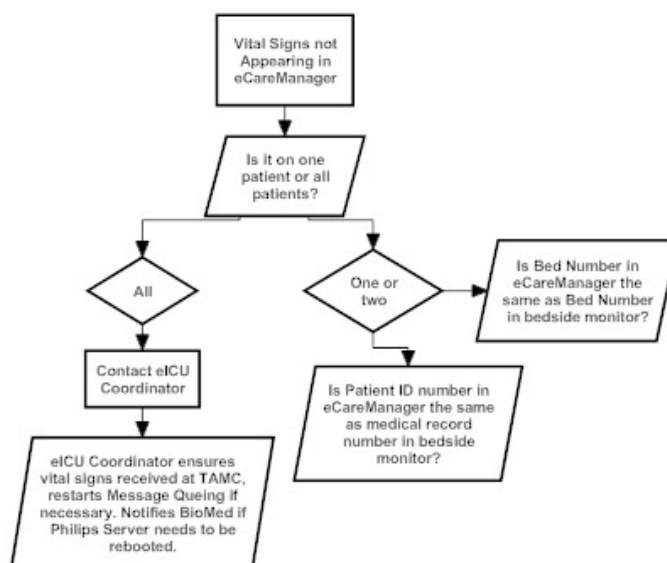 Vital Signs not
Appearing in
eCareManager
Is it on one
patient or all
patients?
All
One or
two
Is Bed Number in
eCareManager the
same as Bed Number
in bedside monitor?
Contact eICU
Coordinator
Is Patient ID number in
eCareManager the same
as medical record
number in bedside
monitor?
eICU Coordinator ensures
vital signs received at TAMC,
restarts Message Queing if
necessary. Notifies BioMed if
Philips Server needs to be
rebooted.